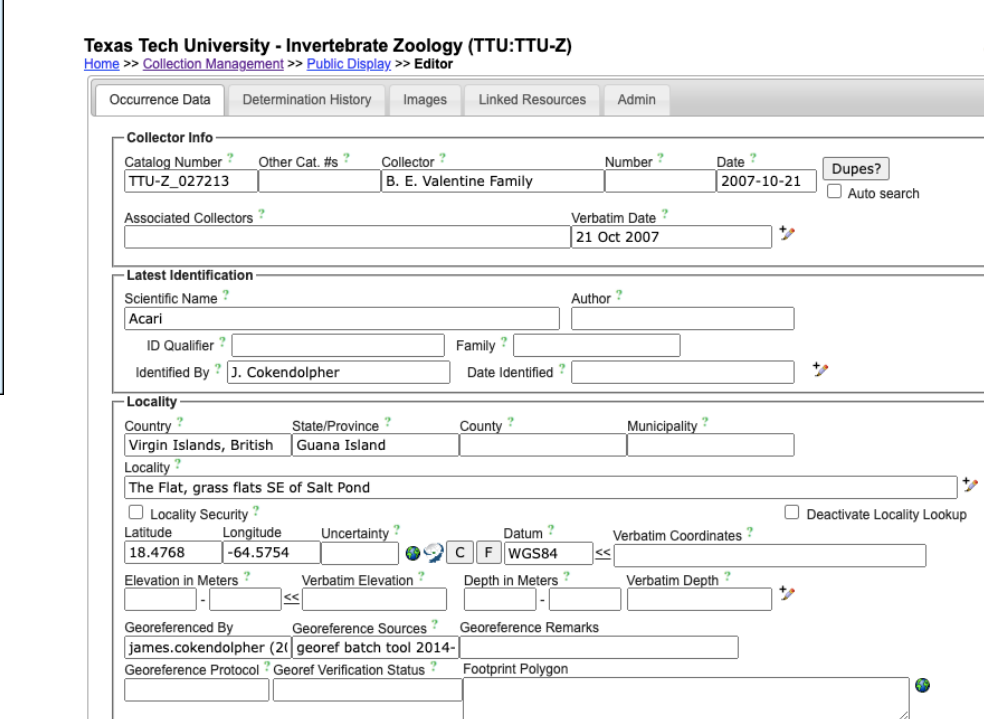 Texas Tech University - Invertebrate Zoology (TTU:TTU-Z)
Home >> Collection Management >> Public Display >> Editor
Occurrence Data Determination History Images Linked Resources Admin
Collector Info
Catalog Number ? Other Cat. #s ? Collector ? Number ? Date ? Dupes?
TTU-Z_027213 B. E. Valentine Family 2007-10-21
Auto search
Associated Collectors ? Verbatim Date ?
21 Oct 2007
Latest Identification
Scientific Name ? Author ?
Acari
ID Qualifier ? Family ?
Identified By ? J. Cokendolpher Date Identified ?
Locality
Country ? State/Province ? County ? Municipality ?
Virgin Islands, British Guana Island
Locality ?
The Flat, grass flats SE of Salt Pond
Locality Security ? Deactivate Locality Lookup
Latitude Longitude Uncertainty ? Datum ? Verbatim Coordinates ?
18.4768 -64.5754 C F WGS84 <<
Elevation in Meters ? Verbatim Elevation ? Depth in Meters ? Verbatim Depth ?
- << -
Georeferenced By Georeference Sources ? Georeference Remarks
james.cokendolpher (2( georef batch tool 2014-
Georeference Protocol ? Georef Verification Status ? Footprint Polygon